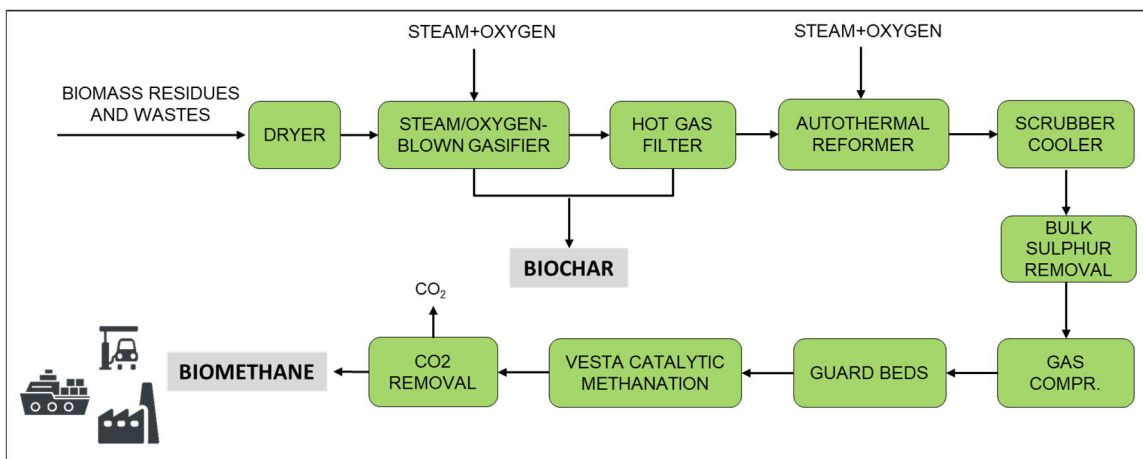 STEAM+OXYGEN
STEAM+OXYGEN
BIOMASS RESIDUES
AND WASTES
DRYER
STEAM/OXYGEN-
BLOWN GASIFIER
HOT GAS
FILTER
AUTOTHERMAL
REFORMER
SCRUBBER
COOLER
BULK
SULPHUR
REMOVAL
BIOCHAR
CO₂
BIOMETHANE
CO2
REMOVAL
VESTA CATALYTIC
METHANATION
GUARD BEDS
GAS
COMPR.